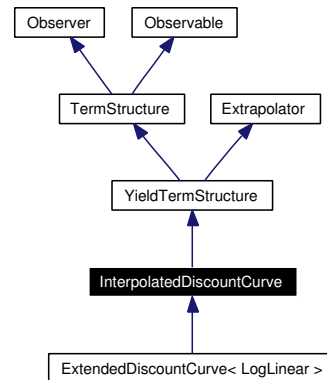 Observer
Observable
TermStructure
Extrapolator
YieldTermStructure
InterpolatedDiscountCurve
ExtendedDiscountCurve< LogLinear >